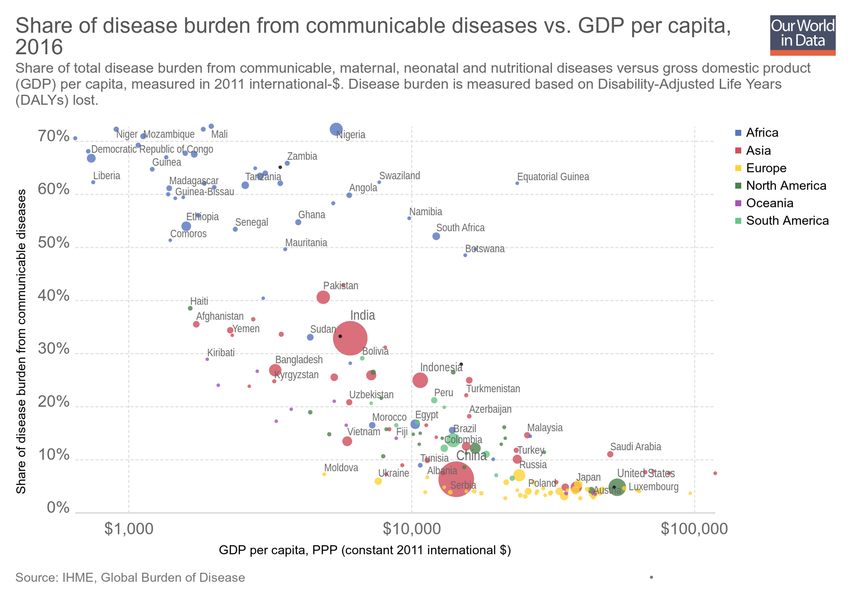 Share of disease burden from communicable diseases vs. GDP per capita,
2016
Our World
in Data
Share of total disease burden from communicable, maternal, neonatal and nutritional diseases versus gross domestic product
(GDP) per capita, measured in 2011 international-$. Disease burden is measured based on Disability-Adjusted Life Years
(DALYs) lost.
Africa
Asia
Europe
North America
Oceania
South America
70%
60%
50%
40%
30%
20%
10%
0%
Share of disease burden from communicable diseases
Niger
Mozambique
Mali
Nigeria
Democratic Republic of Congo
Guinea
Zambia
Liberia
Madagascar
Tanzania
Swaziland
Equatorial Guinea
Guinea-Bissau
Angola
Ethiopia
Senegal
Ghana
Namibia
Comoros
South Africa
Mauritania
Botswana
Pakistan
Haiti
Afghanistan
Yemen
Sudan
India
Kiribati
Bolivia
Bangladesh
Kyrgyzstan
Indonesia
Uzbekistan
Peru
Turkmenistan
Morocco
Egypt
Azerbaijan
Vietnam
Fiji
Brazil
Malaysia
Colombia
Tunisia
China
Turkey
Saudi Arabia
Moldova
Ukraine
Albania
Russia
Serbia
Poland
Japan
United States
Austria
Luxembourg
$1,000
$10,000
$100,000
GDP per capita, PPP (constant 2011 international $)
Source: IHME, Global Burden of Disease